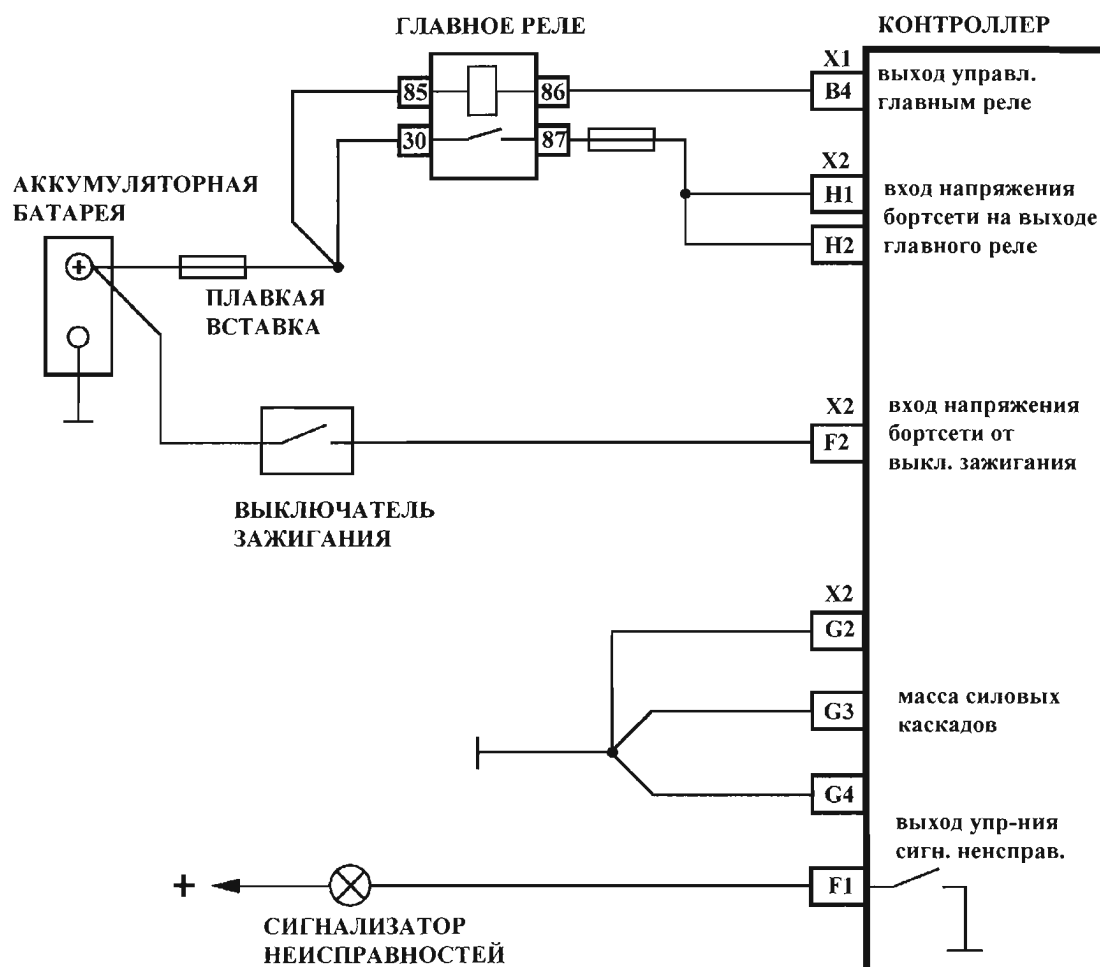 ГЛАВНОЕ РЕЛЕ
КОНТРОЛЛЕР
85
86
30
87
X1
B4
выход управл.
главным реле
X2
H1
H2
вход напряжения
бортсети на выходе
главного реле
АККУМУЛЯТОРНАЯ
БАТАРЕЯ
+
ПЛАВКАЯ
ВСТАВКА
X2
F2
вход напряжения
бортсети от
выкл. зажигания
ВЫКЛЮЧАТЕЛЬ
ЗАЖИГАНИЯ
X2
G2
G3
G4
масса силовых
каскадов
выход упр-ния
сигн. ненсправ.
F1
+
СИГНАЛИЗАТОР
НЕИСПРАВНОСТЕЙ